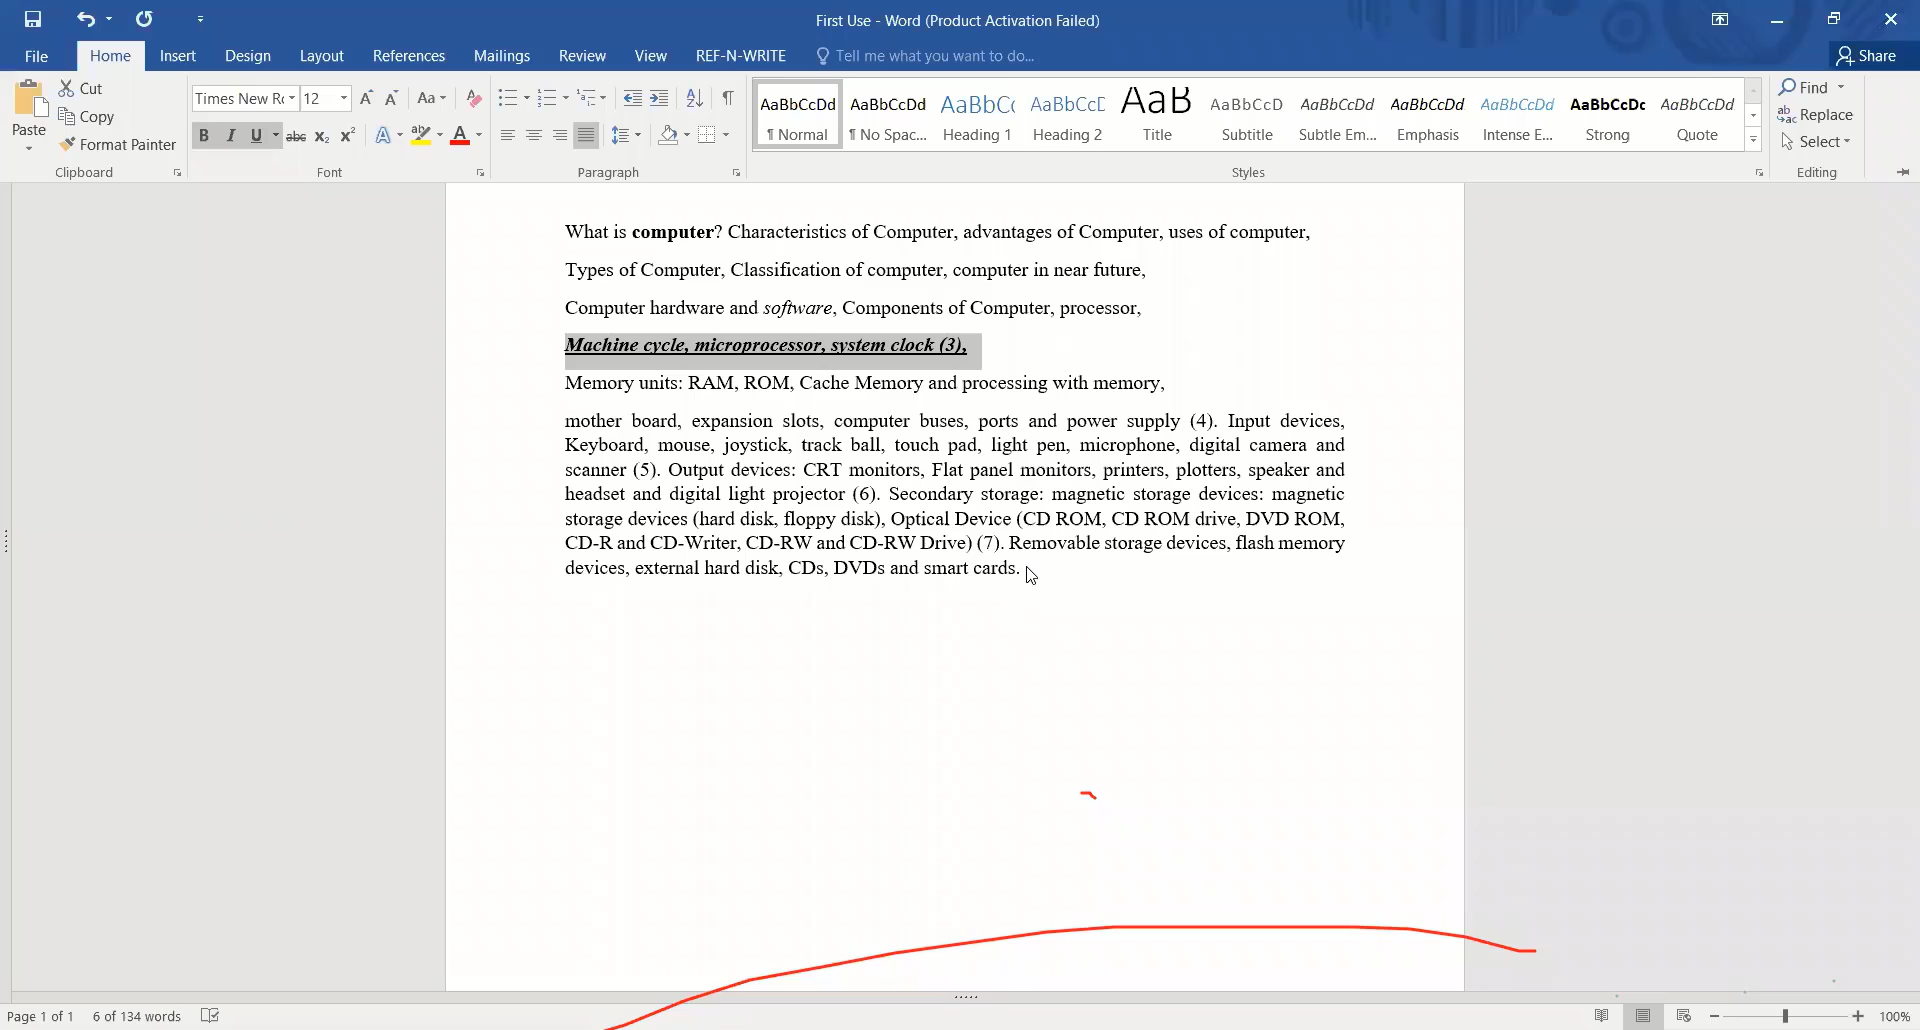 First Use - Word (Product Activation Failed)
File Home Insert Design Layout References Mailings Review View REF-N-WRITE Tell me what you want to do... Share
Cut
Copy
Format Painter
Paste
Clipboard
Times New Ro 12 Aa
B I U abc x₂ x² A ab A
Font
Paragraph
AaBbCcDd AaBbCcDd AaBbC AaBbCcD AaB AaBbCcD AaBbCcDd AaBbCcDd AaBbCcDd AaBbCcDc AaBbCcDd
¶ Normal ¶ No Spac... Heading 1 Heading 2 Title Subtitle Subtle Em... Emphasis Intense E... Strong Quote
Styles
Find
Replace
Select
Editing
What is computer? Characteristics of Computer, advantages of Computer, uses of computer,
Types of Computer, Classification of computer, computer in near future,
Computer hardware and software, Components of Computer, processor,
Machine cycle, microprocessor, system clock (3),
Memory units: RAM, ROM, Cache Memory and processing with memory,
mother board, expansion slots, computer buses, ports and power supply (4). Input devices,
Keyboard, mouse, joystick, track ball, touch pad, light pen, microphone, digital camera and
scanner (5). Output devices: CRT monitors, Flat panel monitors, printers, plotters, speaker and
headset and digital light projector (6). Secondary storage: magnetic storage devices: magnetic
storage devices (hard disk, floppy disk), Optical Device (CD ROM, CD ROM drive, DVD ROM,
CD-R and CD-Writer, CD-RW and CD-RW Drive) (7). Removable storage devices, flash memory
devices, external hard disk, CDs, DVDs and smart cards.
Page 1 of 1 6 of 134 words 100%